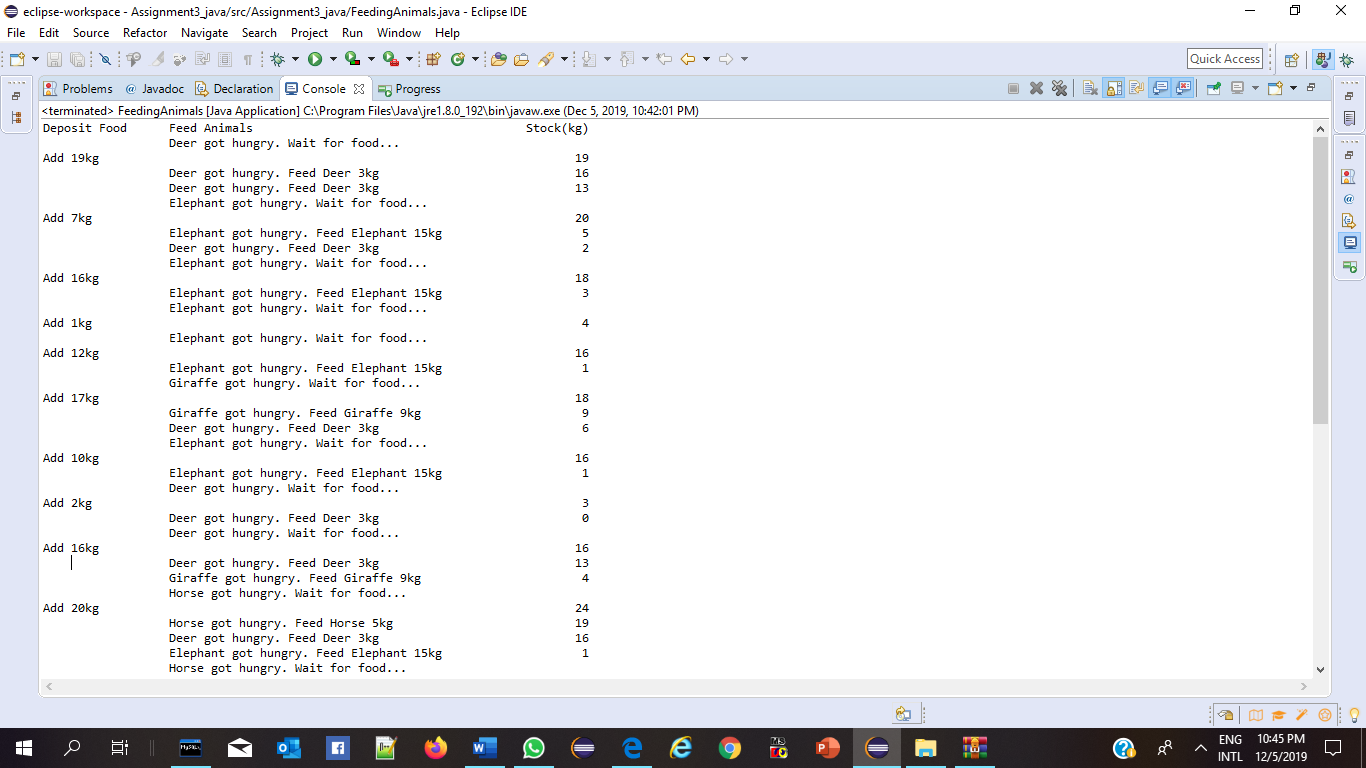 eclipse-workspace - Assignment3_java/src/Assignment3_java/FeedingAnimals.java - Eclipse IDE
File Edit Source Refactor Navigate Search Project Run Window Help
Quick Access
Problems @ Javadoc Declaration Console Progress
<terminated> FeedingAnimals [Java Application] C:\Program Files\Java\jre1.8.0_192\bin\javaw.exe (Dec 5, 2019, 10:42:01 PM)
Deposit Food Feed Animals Stock(kg)
Deer got hungry. Wait for food...
Add 19kg 19
Deer got hungry. Feed Deer 3kg 16
Deer got hungry. Feed Deer 3kg 13
Elephant got hungry. Wait for food...
Add 7kg 20
Elephant got hungry. Feed Elephant 15kg 5
Deer got hungry. Feed Deer 3kg 2
Elephant got hungry. Wait for food...
Add 16kg 18
Elephant got hungry. Feed Elephant 15kg 3
Elephant got hungry. Wait for food...
Add 1kg 4
Elephant got hungry. Wait for food...
Add 12kg 16
Elephant got hungry. Feed Elephant 15kg 1
Giraffe got hungry. Wait for food...
Add 17kg 18
Giraffe got hungry. Feed Giraffe 9kg 9
Deer got hungry. Feed Deer 3kg 6
Elephant got hungry. Wait for food...
Add 10kg 16
Elephant got hungry. Feed Elephant 15kg 1
Deer got hungry. Wait for food...
Add 2kg 3
Deer got hungry. Feed Deer 3kg 0
Deer got hungry. Wait for food...
Add 16kg 16
Deer got hungry. Feed Deer 3kg 13
Giraffe got hungry. Feed Giraffe 9kg 4
Horse got hungry. Wait for food...
Add 20kg 24
Horse got hungry. Feed Horse 5kg 19
Deer got hungry. Feed Deer 3kg 16
Elephant got hungry. Feed Elephant 15kg 1
Horse got hungry. Wait for food...
ENG 10:45 PM
INTL 12/5/2019